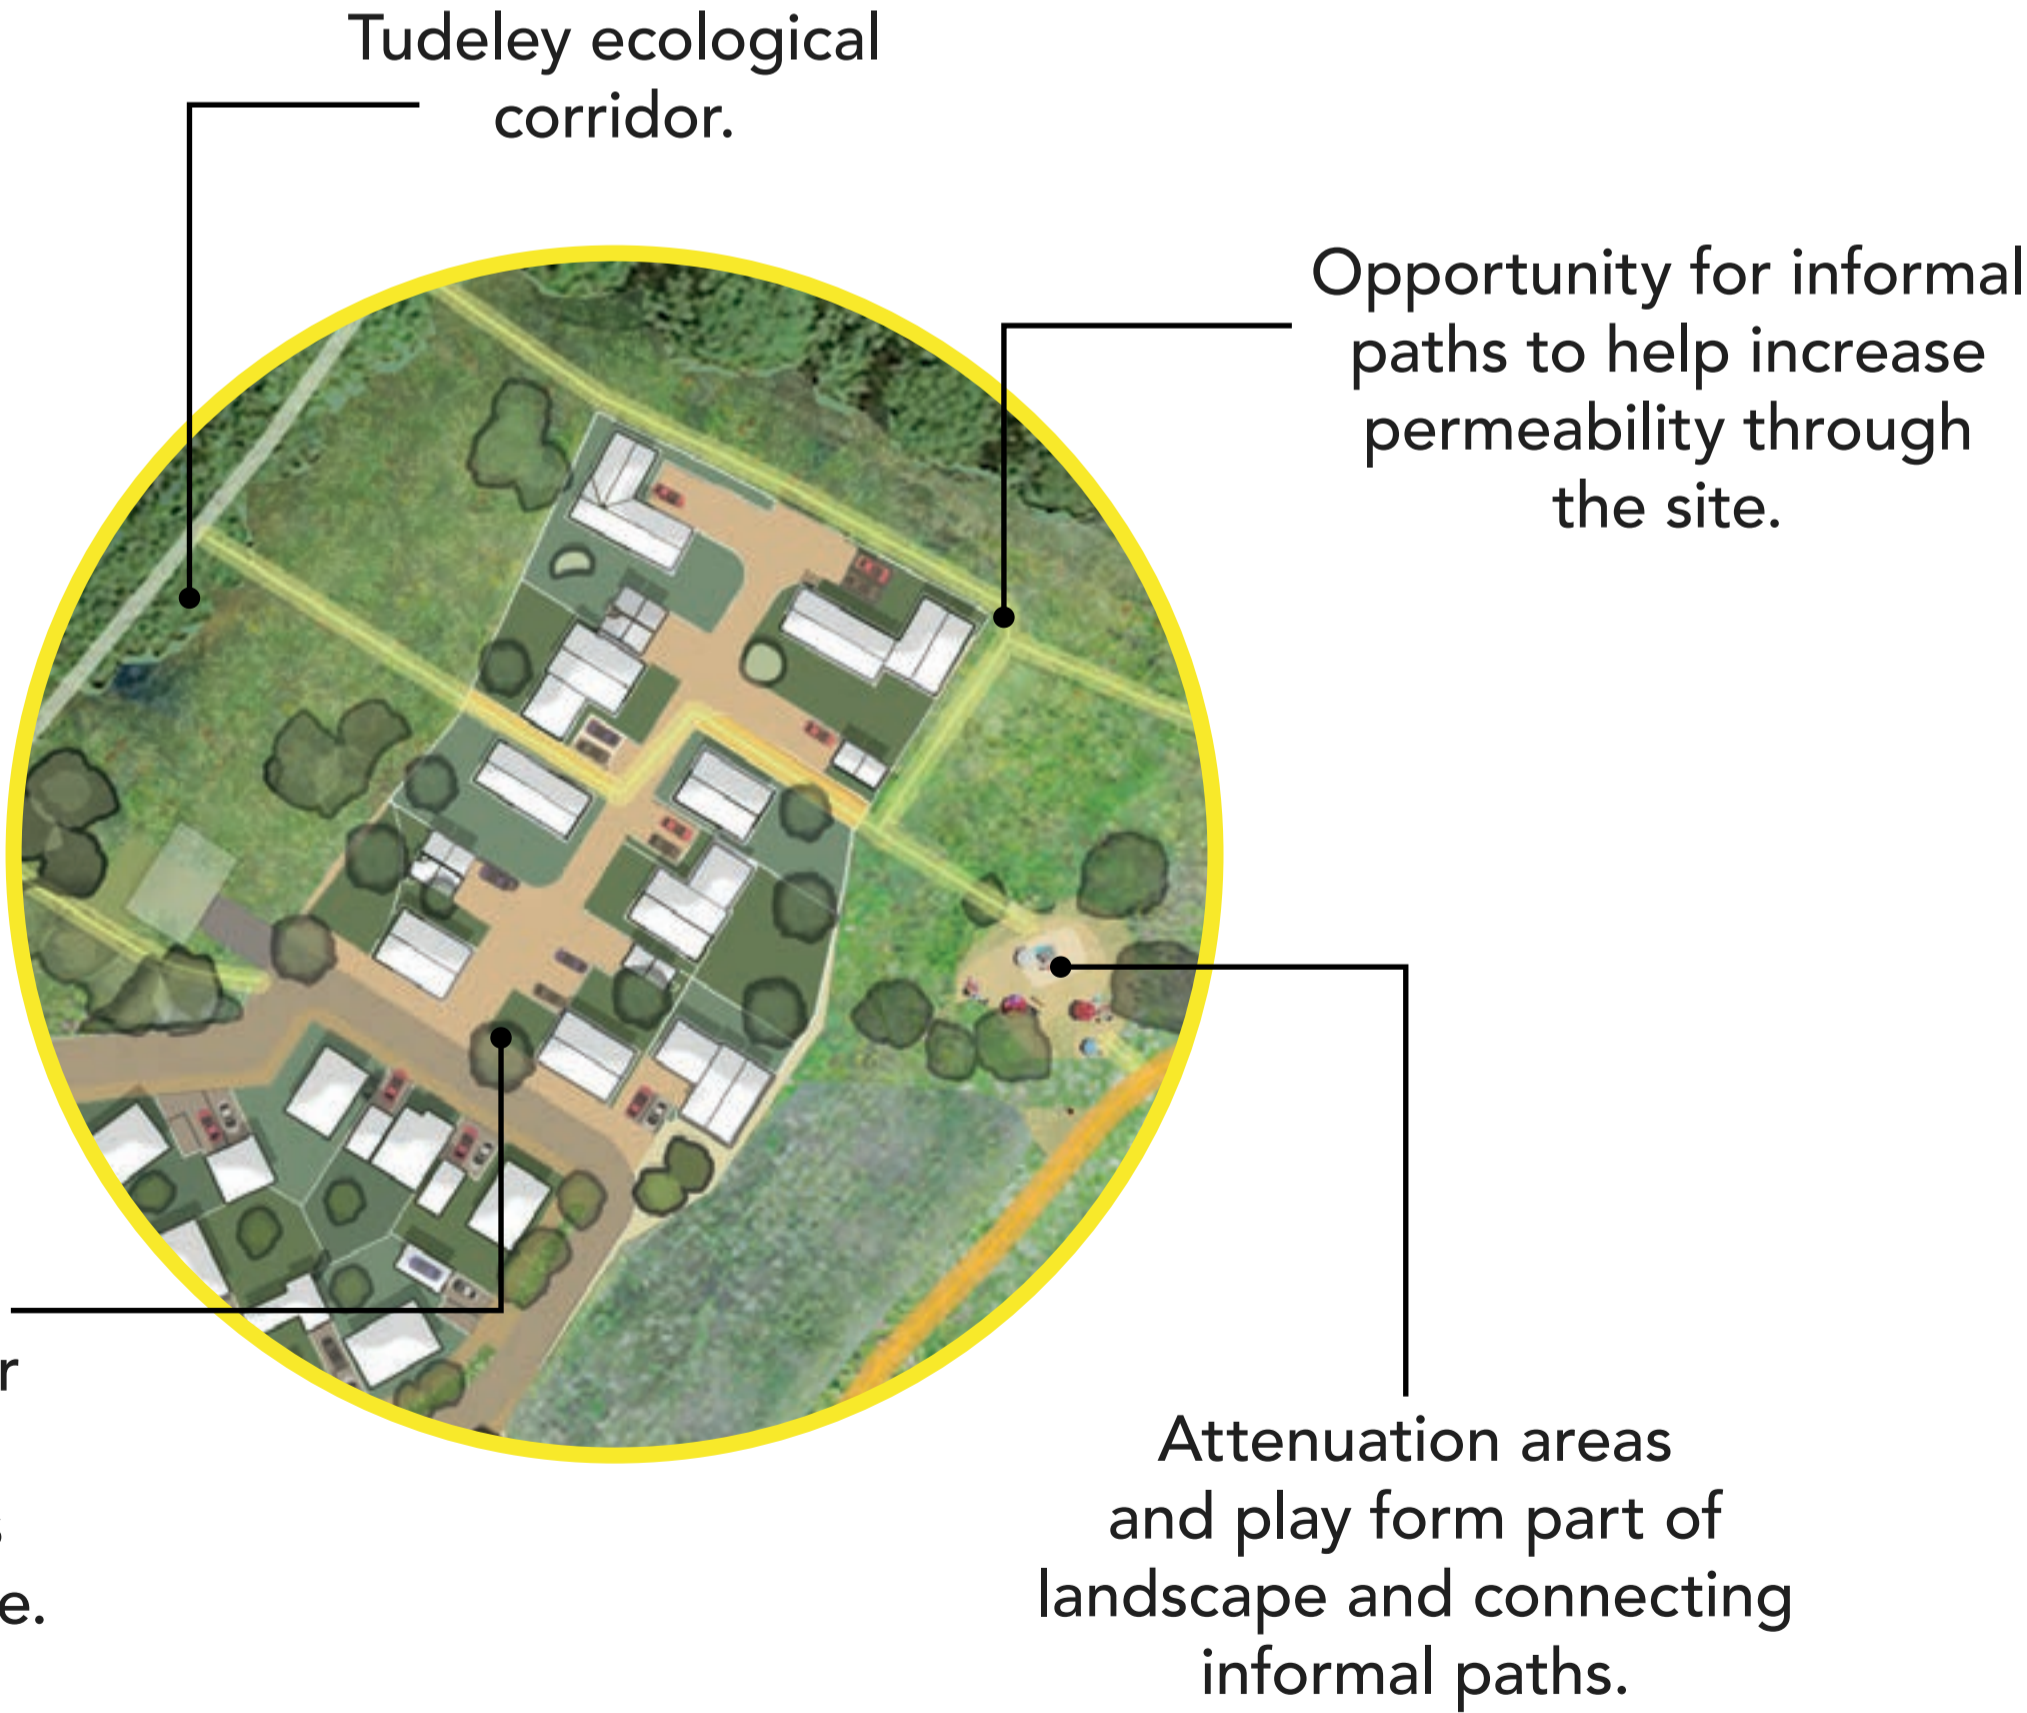 Tudeley ecological
corridor.
Opportunity for informal
paths to help increase
permeability through
the site.
Attenuation areas
and play form part of
landscape and connecting
informal paths.